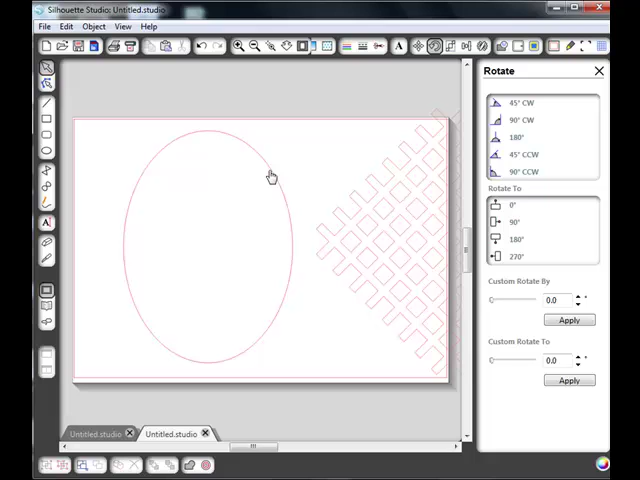 Silhouette Studio: Untitled.studio
File Edit Object View Help
Rotate
45° CW
90° CW
180°
45° CCW
90° CCW
Rotate To
0°
90°
180°
270°
Custom Rotate By
0.0 °
Apply
Custom Rotate To
0.0 °
Apply
Untitled.studio Untitled.studio